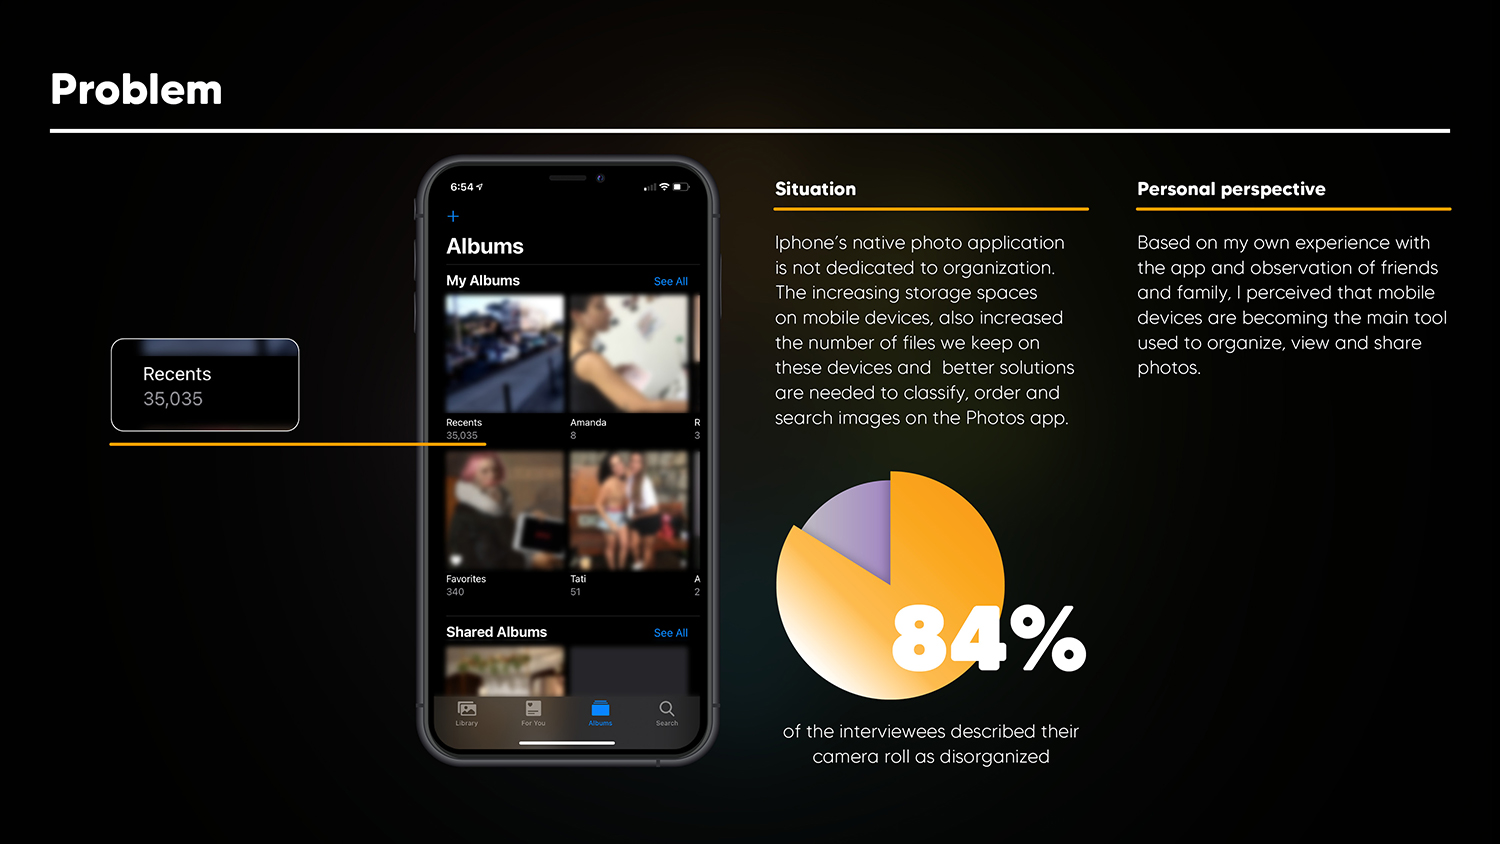 Problem
Recents
35,035
6:54
Albums
My Albums
See All
Recents
35,035
Amanda
8
R
3
Favorites
340
Tati
51
A
2
Shared Albums
See All
Library
For You
Albums
Search
Situation
Iphone's native photo application
is not dedicated to organization.
The increasing storage spaces
on mobile devices, also increased
the number of files we keep on
these devices and  better solutions
are needed to classify, order and
search images on the Photos app.
84%
of the interviewees described their
camera roll as disorganized
Personal perspective
Based on my own experience with
the app and observation of friends
and family, I perceived that mobile
devices are becoming the main tool
used to organize, view and share
photos.